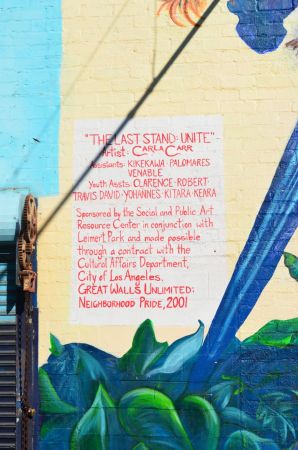 "THE LAST STAND: UNITE"
Artist: CARLA CARR
Assistants: KIKEKAWA · PALOMARES
VENABLE
Youth Assts: CLARENCE · ROBERT ·
TRAVIS DAVID · YOHANNES · KITARA · KEARA
Sponsored by the Social and Public Art
Resource Center in conjunction with
Leimert Park and made possible
through a contract with the
Cultural Affairs Department,
City of Los Angeles.
GREAT WALLS UNLIMITED:
NEIGHBORHOOD PRIDE, 2001